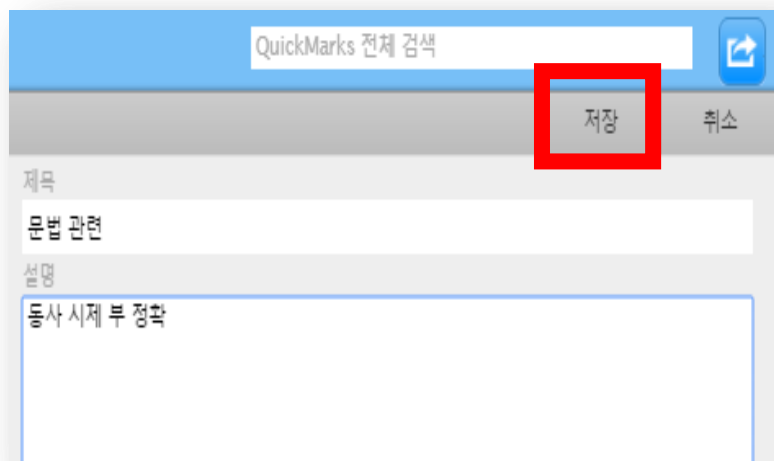 QuickMarks 전체 검색
저장 취소
제목
문법 관련
설명
동사 시제 부 정확